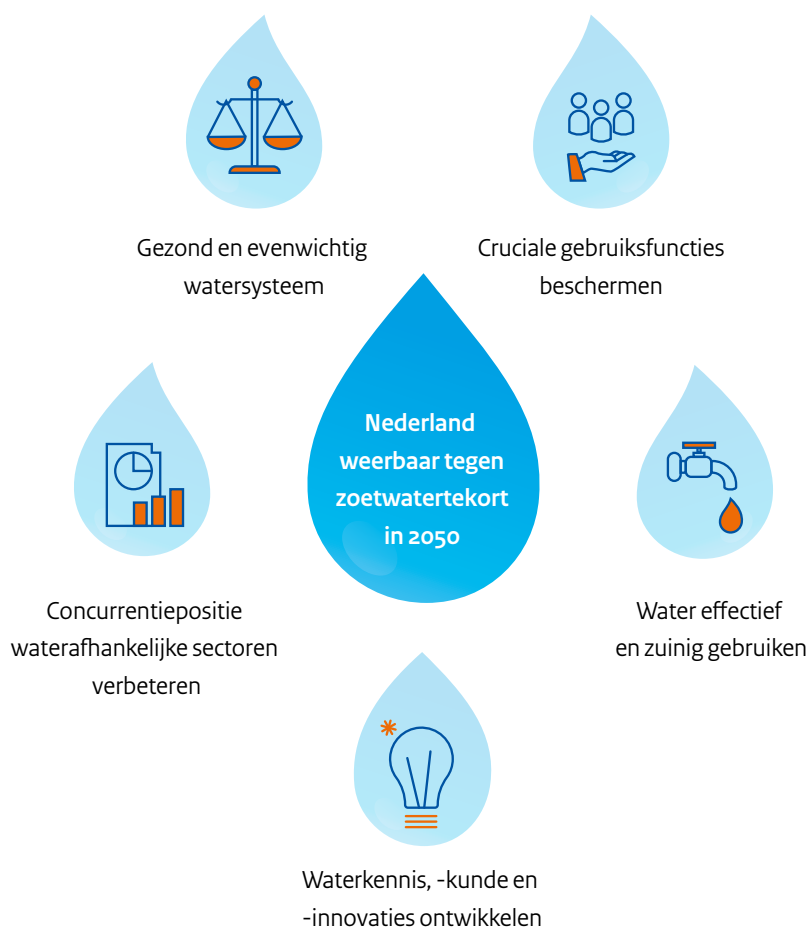 Gezond en evenwichtig
watersysteem
Cruciale gebruiksfuncties
beschermen
Nederland
weerbaar tegen
zoetwatertekort
in 2050
Concurrentiepositie
waterafhankelijke sectoren
verbeteren
Water effectief
en zuinig gebruiken
Waterkennis, -kunde en
-innovaties ontwikkelen